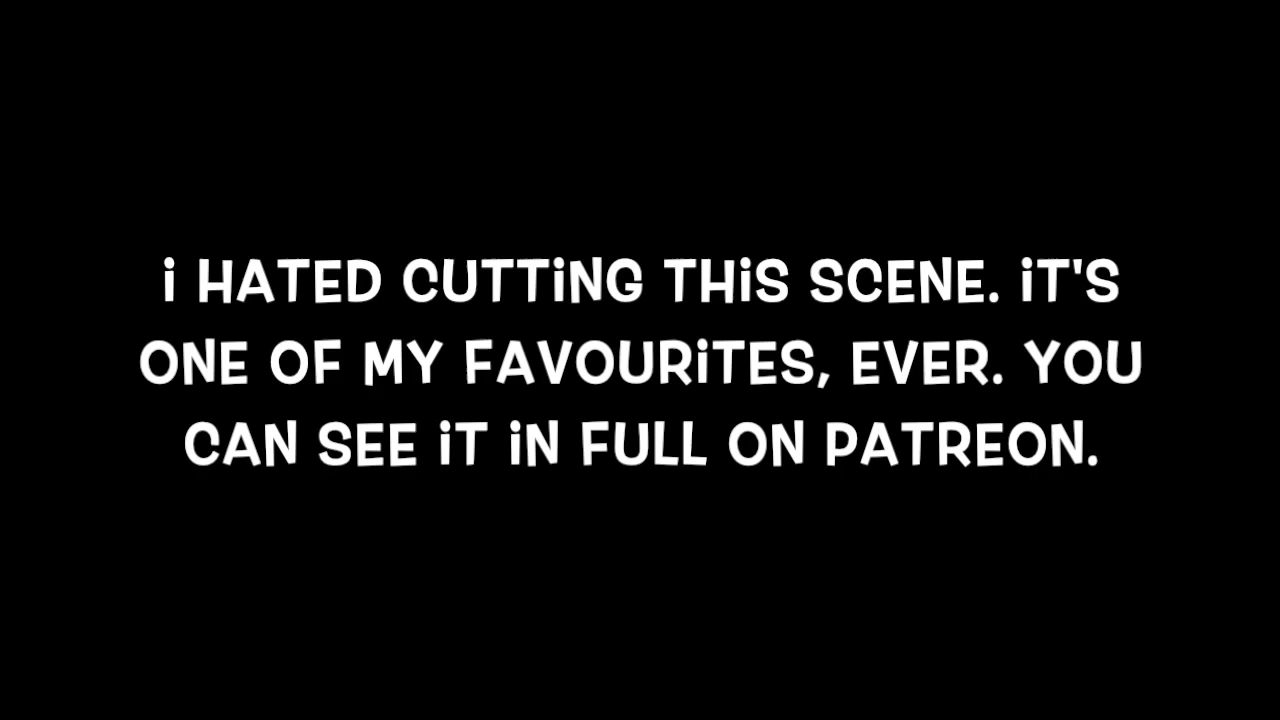 i HATED CUTTiNG THiS SCENE. iT'S
ONE OF MY FAVOURiTES, EVER. YOU
CAN SEE iT iN FULL ON PATREON.